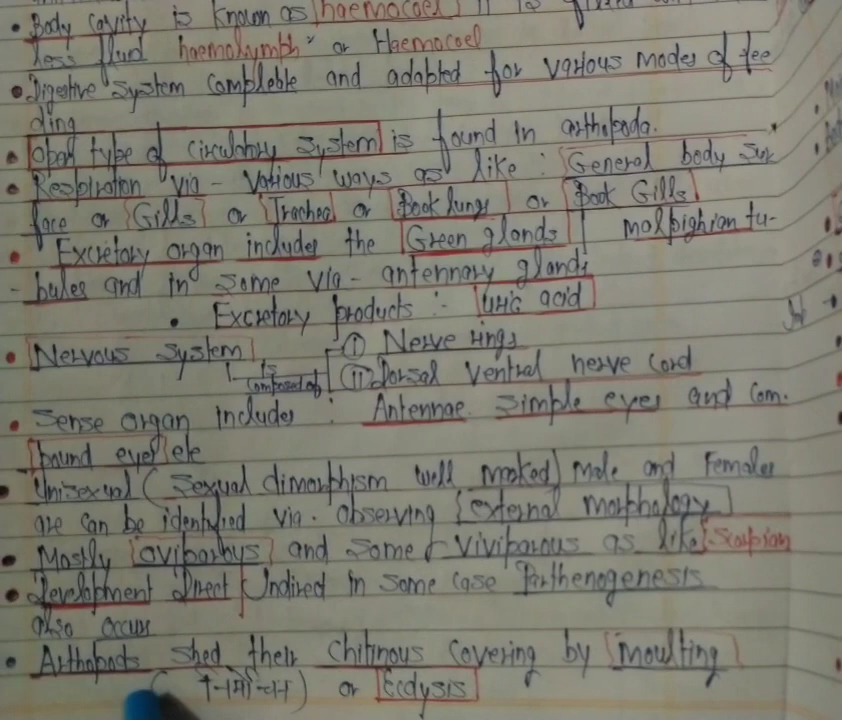 • Body cavity is known as haemocoel It is filled
less fluid haemolymph" or Haemocoel
• Digestive System complete and adapted for various modes of fee
ding
• Open type of circulatory system is found in arthopoda.
• Respiration via - Various ways as like : General body sur
face or Gills or Trachea or Book lungs or Book Gills
• Excretory organ includes the Green glands malpighian tu-
- bules and in some via - antennary glands
• Excretory products :- uric acid
• Nervous System is composed of ① Nerve rings
② Dorsal ventral nerve cord
• Sense organ includes : Antennae simple eyes and com.
pound eyes etc
• Unisexual (Sexual dimorphism well marked) Male and Females
are can be identified via. observing external morphology
• Mostly oviparous and some viviparous as like Scorpion
• Development Direct / Indirect in some case Parthenogenesis
also occurs
• Arthopods shed their chitinous covering by moulting
( निर्मोचन ) or Ecdysis